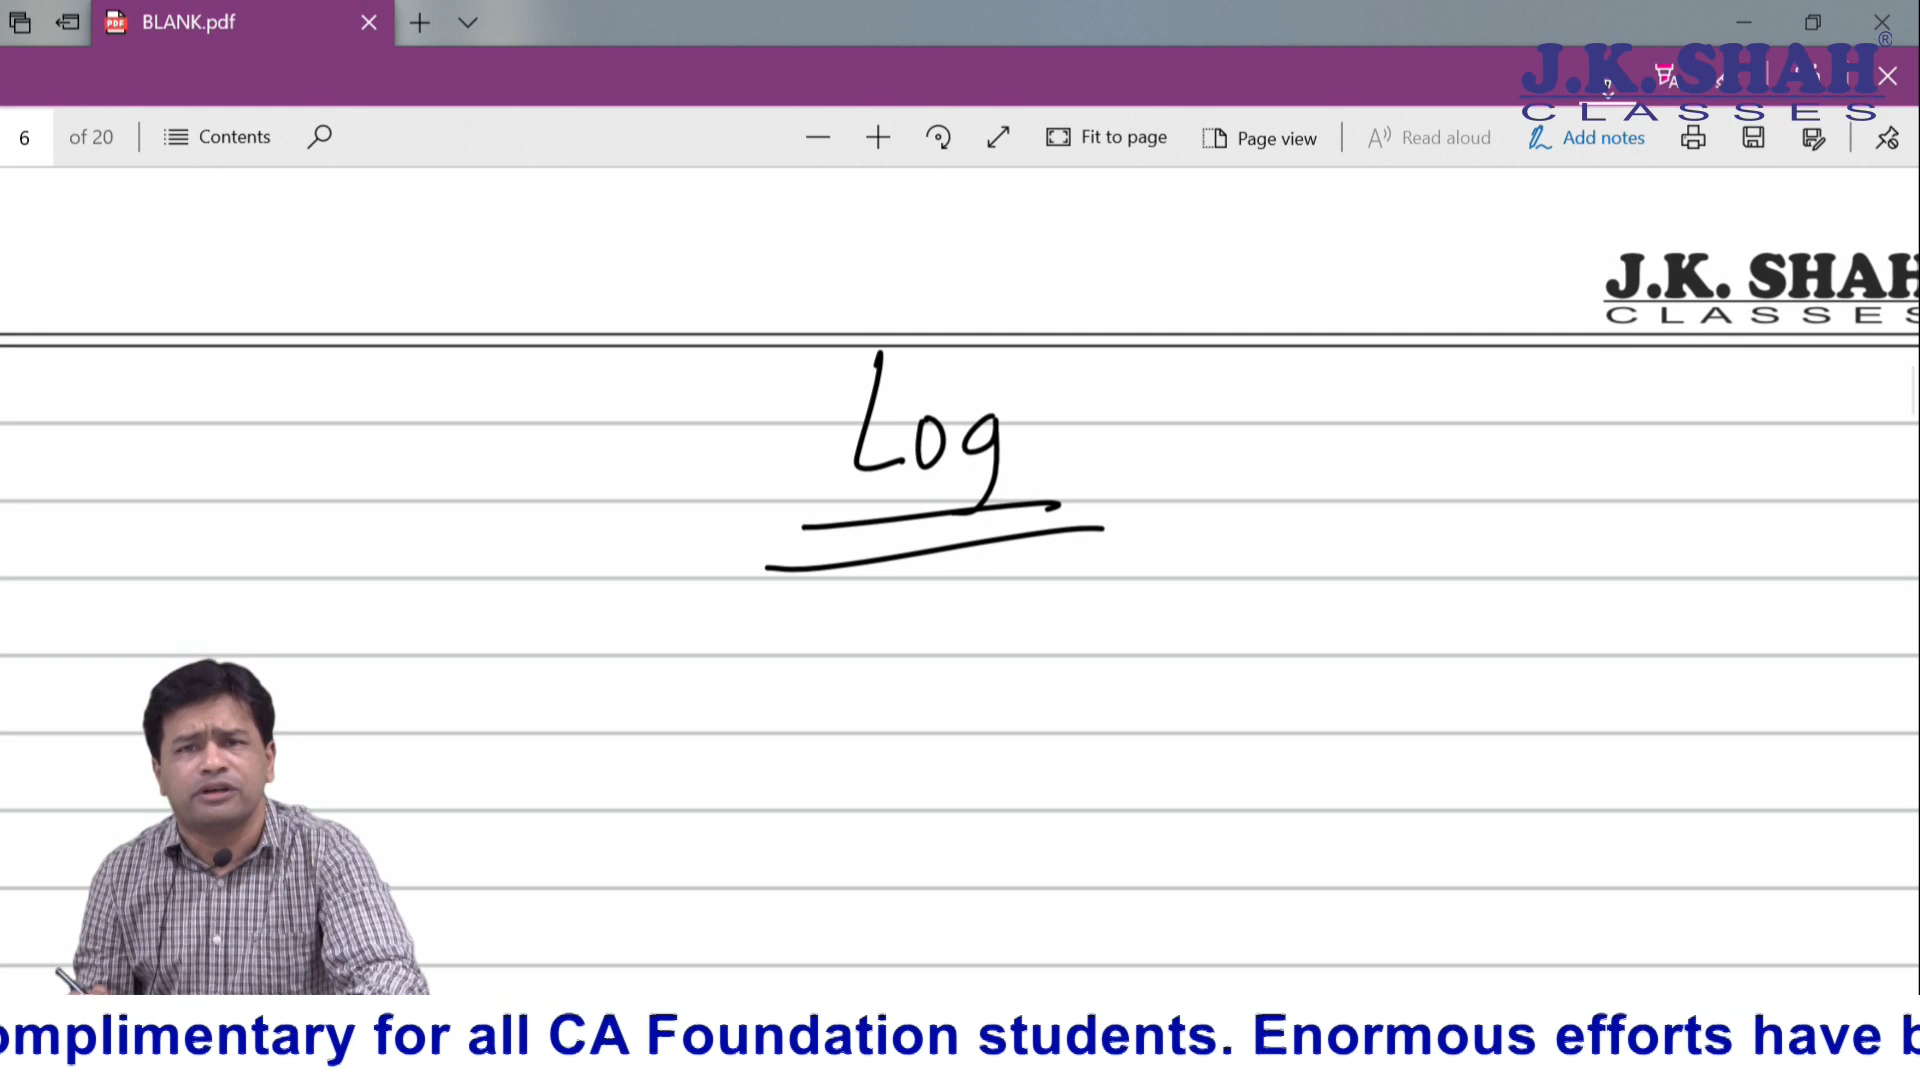 BLANK.pdf
J.K. SHAH®
CLASSES
6 of 20 Contents Fit to page Page view Read aloud Add notes
J.K. SHAH
CLASSES
Log
omplimentary for all CA Foundation students. Enormous efforts have b